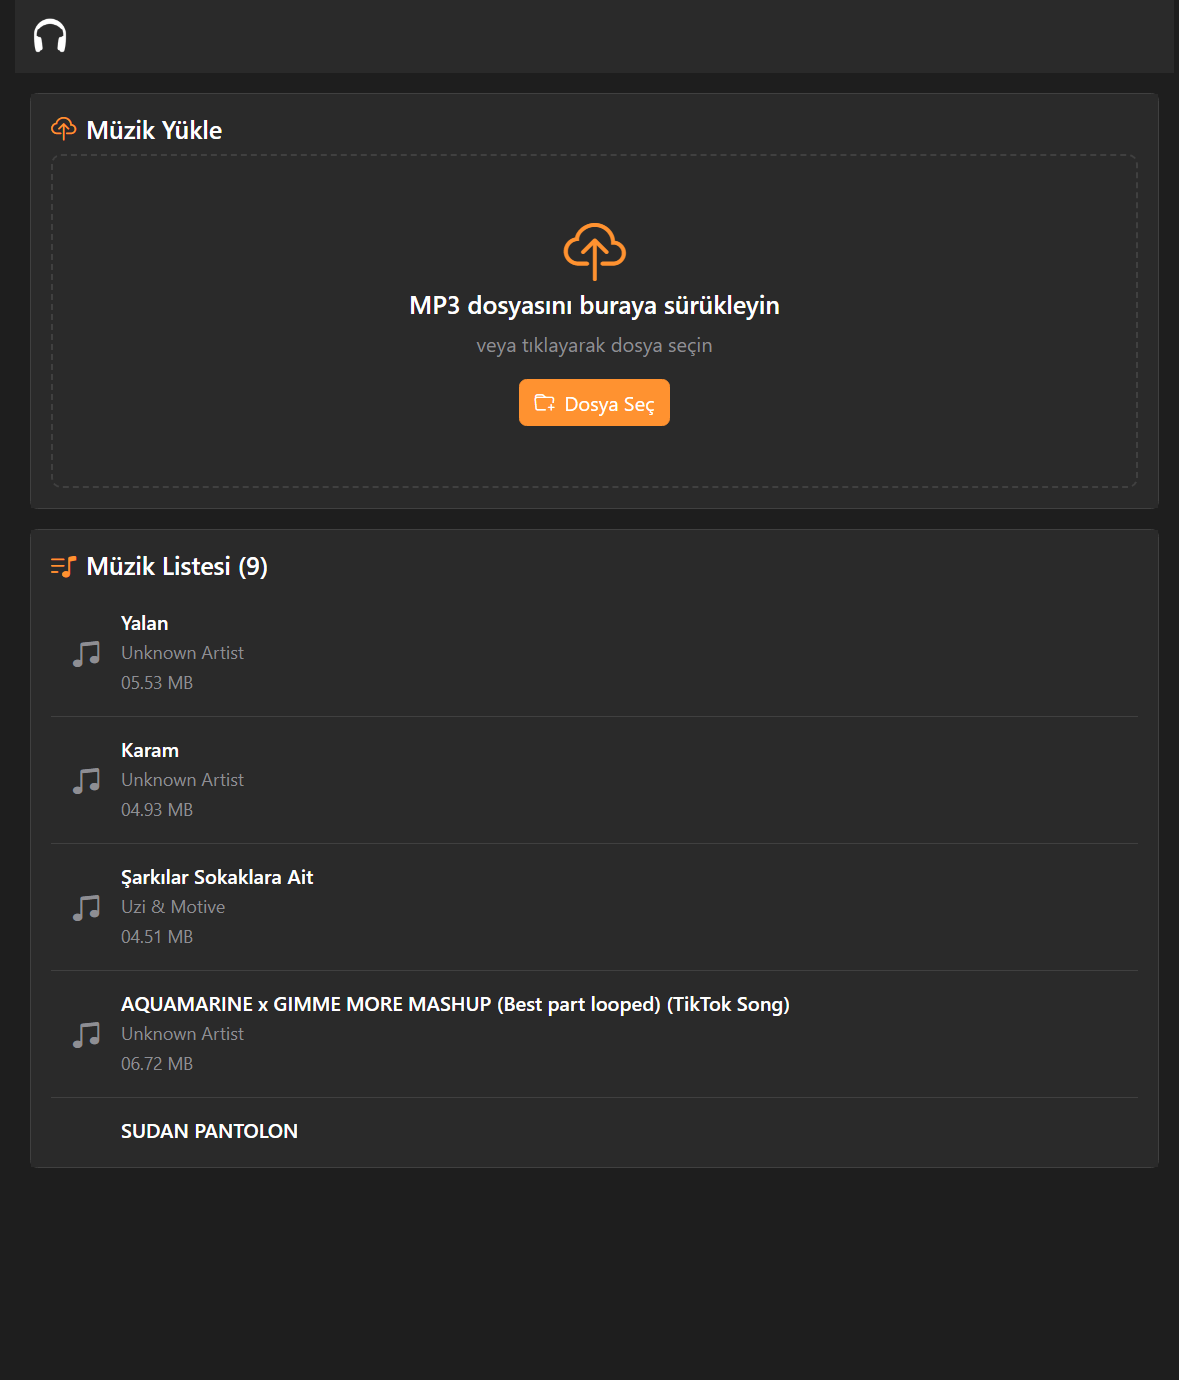 Müzik Yükle
MP3 dosyasını buraya sürükleyin
veya tıklayarak dosya seçin
Dosya Seç
Müzik Listesi (9)
Yalan
Unknown Artist
05.53 MB
Karam
Unknown Artist
04.93 MB
Şarkılar Sokaklara Ait
Uzi & Motive
04.51 MB
AQUAMARINE x GIMME MORE MASHUP (Best part looped) (TikTok Song)
Unknown Artist
06.72 MB
SUDAN PANTOLON